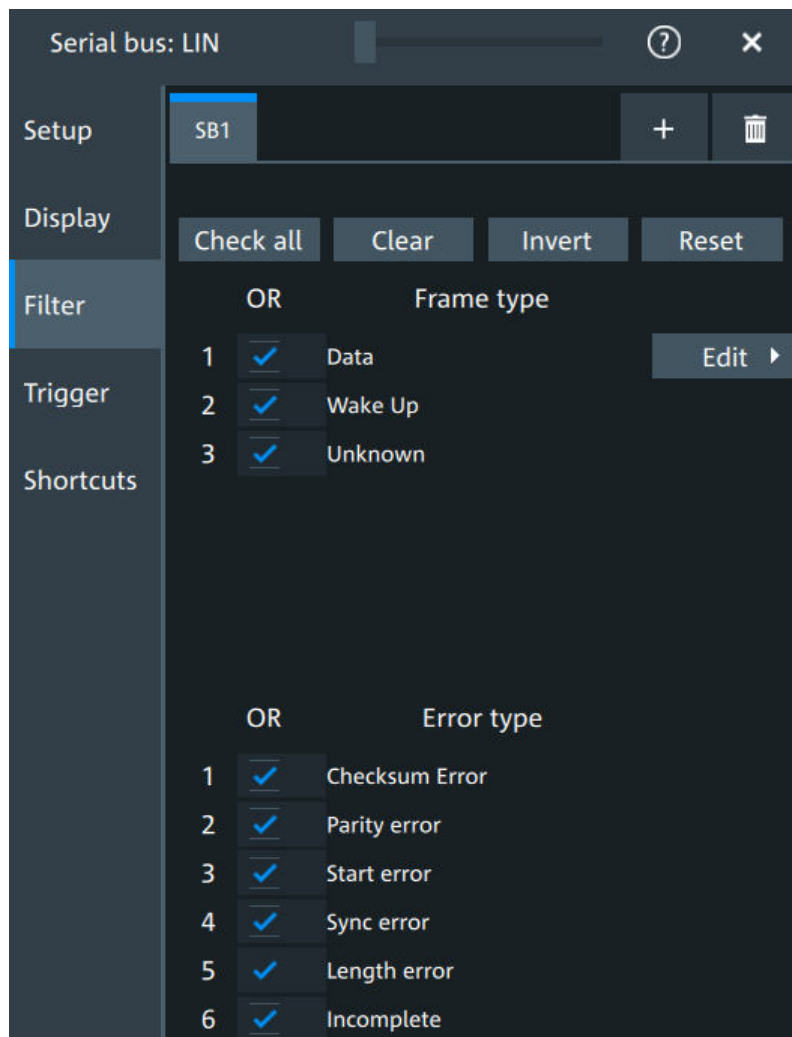 Serial bus: LIN ? ×
Setup
SB1 +
Display
Check all Clear Invert Reset
Filter
OR Frame type
1 Data Edit
Trigger
2 Wake Up
3 Unknown
Shortcuts
OR Error type
1 Checksum Error
2 Parity error
3 Start error
4 Sync error
5 Length error
6 Incomplete